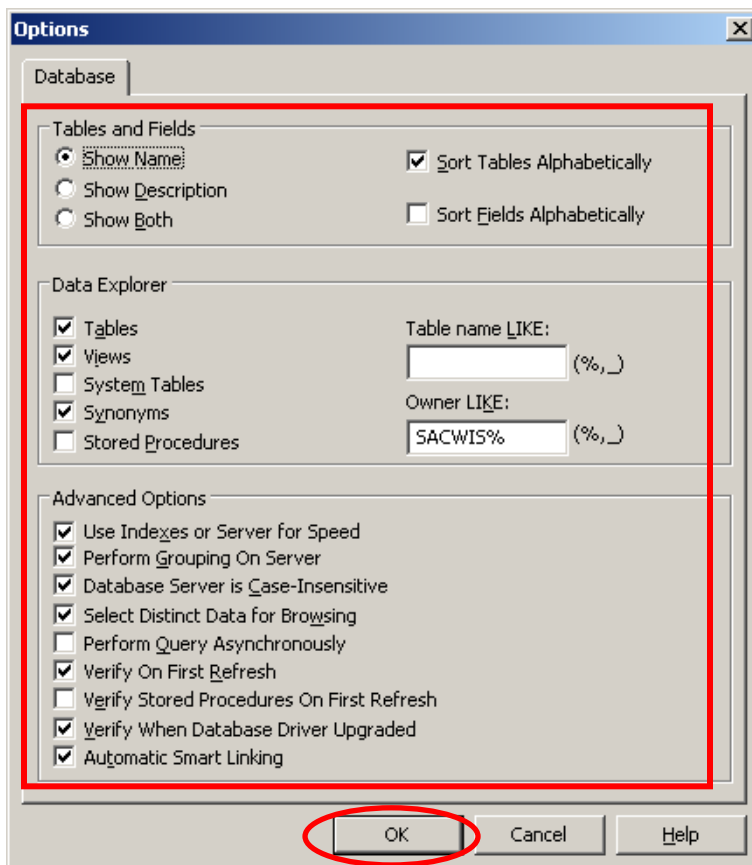 Options
Database
Tables and Fields
Show Name
Sort Tables Alphabetically
Show Description
Show Both
Sort Fields Alphabetically
Data Explorer
Tables
Views
System Tables
Synonyms
Stored Procedures
Table name LIKE:
(%,_)
Owner LIKE:
SACWIS% (%,_)
Advanced Options
Use Indexes or Server for Speed
Perform Grouping On Server
Database Server is Case-Insensitive
Select Distinct Data for Browsing
Perform Query Asynchronously
Verify On First Refresh
Verify Stored Procedures On First Refresh
Verify When Database Driver Upgraded
Automatic Smart Linking
OK Cancel Help